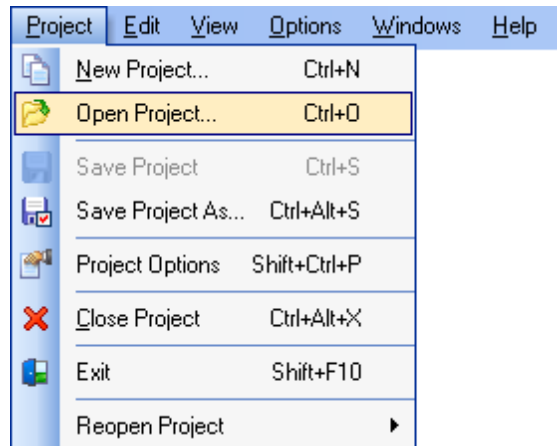 Project Edit View Options Windows Help
New Project... Ctrl+N
Open Project... Ctrl+O
Save Project Ctrl+S
Save Project As... Ctrl+Alt+S
Project Options Shift+Ctrl+P
Close Project Ctrl+Alt+X
Exit Shift+F10
Reopen Project